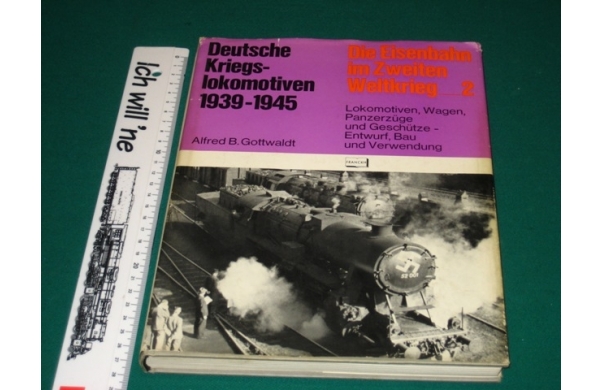 Ich will 'ne
Deutsche
Kriegs-
lokomotiven
1939-1945
Alfred B. Gottwaldt
Die Eisenbahn
im Zweiten
Weltkrieg 2
Lokomotiven, Wagen,
Panzerzüge
und Geschütze -
Entwurf, Bau
und Verwendung